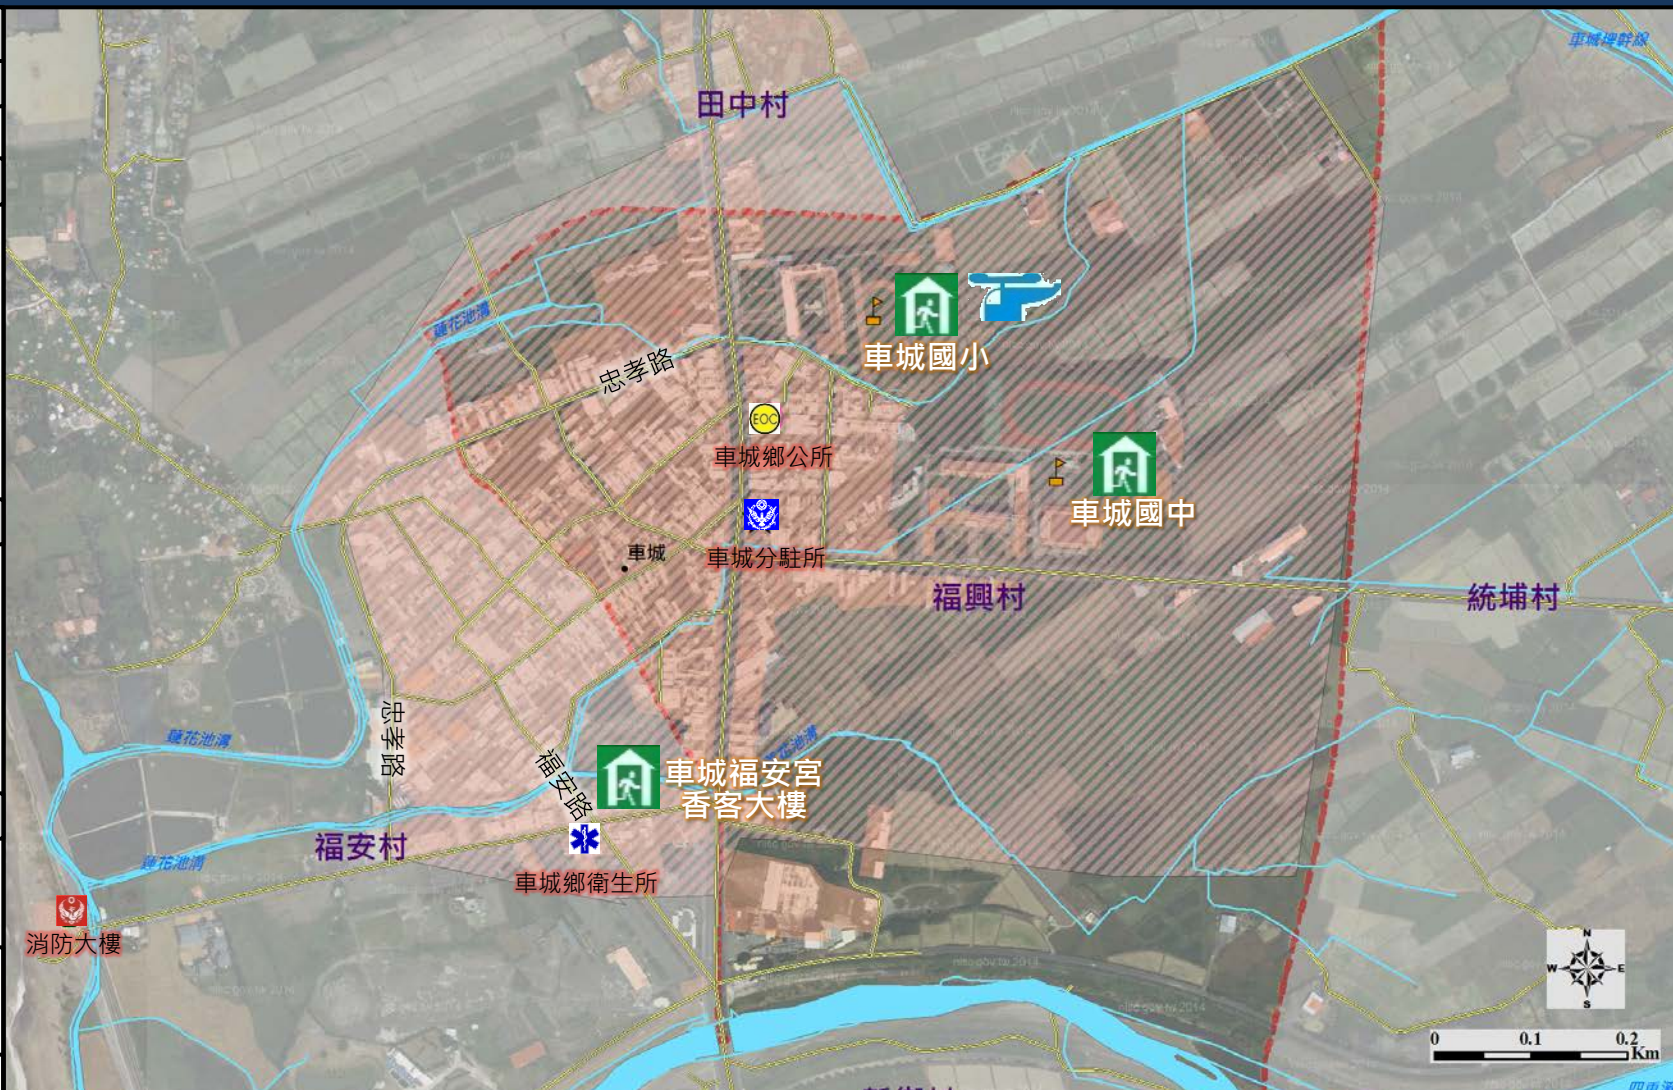 車城埤幹線
田中村
蓮花池溝
忠孝路
車城國小
EOC
車城鄉公所
車城國中
車城分駐所
車城
福興村
統埔村
忠孝路
蓮花池溝
花池溝
福安路
車城福安宮
香客大樓
福安村
蓮花池溝
車城鄉衛生所
消防大樓
N
W E
S
0 0.1 0.2
Km